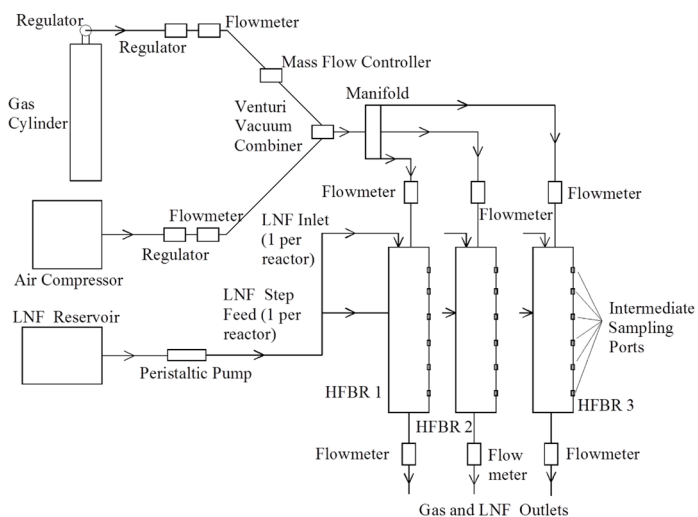 Regulator
Flowmeter
Regulator
Mass Flow Controller
Gas
Cylinder
Venturi
Vacuum
Combiner
Manifold
Flowmeter
Flowmeter
Flowmeter
Flowmeter
Regulator
Air Compressor
LNF Inlet
(1 per
reactor)
LNF Step
Feed (1 per
reactor)
LNF Reservoir
Peristaltic Pump
Intermediate
Sampling
Ports
HFBR 1
HFBR 2
HFBR 3
Flowmeter
Flow
meter
Flowmeter
Gas and LNF Outlets